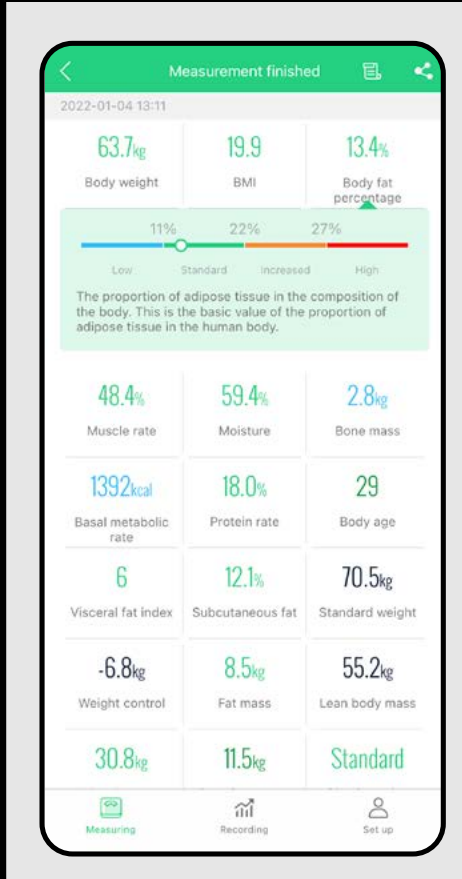 Measurement finished
2022-01-04 13:11
63.7kg 19.9 13.4%
Body weight BMI Body fat
percentage
11% 22% 27%
Low Standard Increased High
The proportion of adipose tissue in the composition of
the body. This is the basic value of the proportion of
adipose tissue in the human body.
48.4% 59.4% 2.8kg
Muscle rate Moisture Bone mass
1392kcal 18.0% 29
Basal metabolic Protein rate Body age
rate
6 12.1% 70.5kg
Visceral fat index Subcutaneous fat Standard weight
-6.8kg 8.5kg 55.2kg
Weight control Fat mass Lean body mass
30.8kg 11.5kg Standard
Measuring Recording Set up